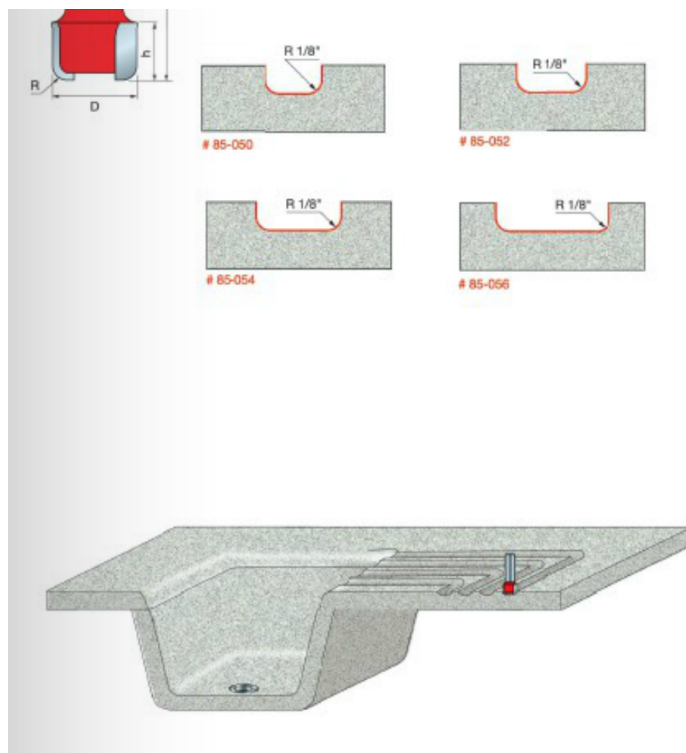 h
R
D
R 1/8"
# 85-050
R 1/8"
# 85-052
R 1/8"
# 85-054
R 1/8"
# 85-056